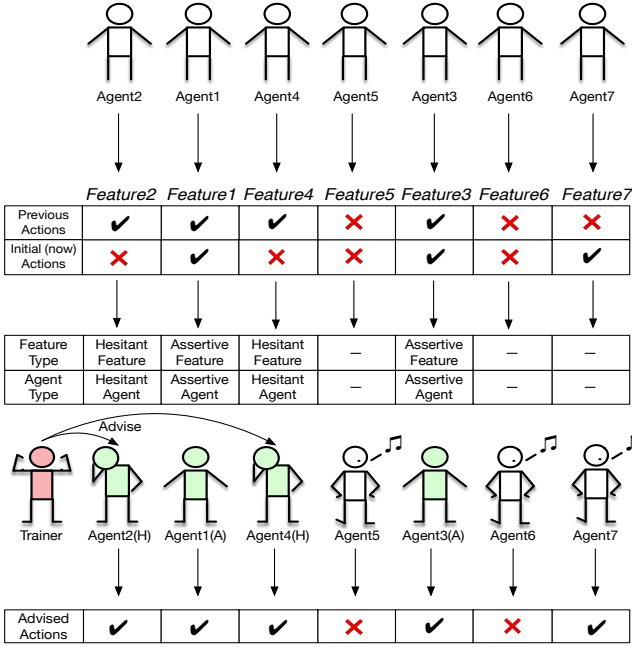 Agent2 Agent1 Agent4 Agent5 Agent3 Agent6 Agent7
Feature2 Feature1 Feature4 Feature5 Feature3 Feature6 Feature7
Previous
Actions ✔ ✔ ✔ ✕ ✔ ✕ ✕
Initial (now)
Actions ✕ ✔ ✕ ✕ ✔ ✕ ✔
Feature Hesitant Assertive Hesitant – Assertive – –
Type Feature Feature Feature Feature
Agent Hesitant Assertive Hesitant – Assertive – –
Type Agent Agent Agent Agent
Advise
Trainer Agent2(H) Agent1(A) Agent4(H) Agent5 Agent3(A) Agent6 Agent7
Advised
Actions ✔ ✔ ✔ ✕ ✔ ✕ ✔